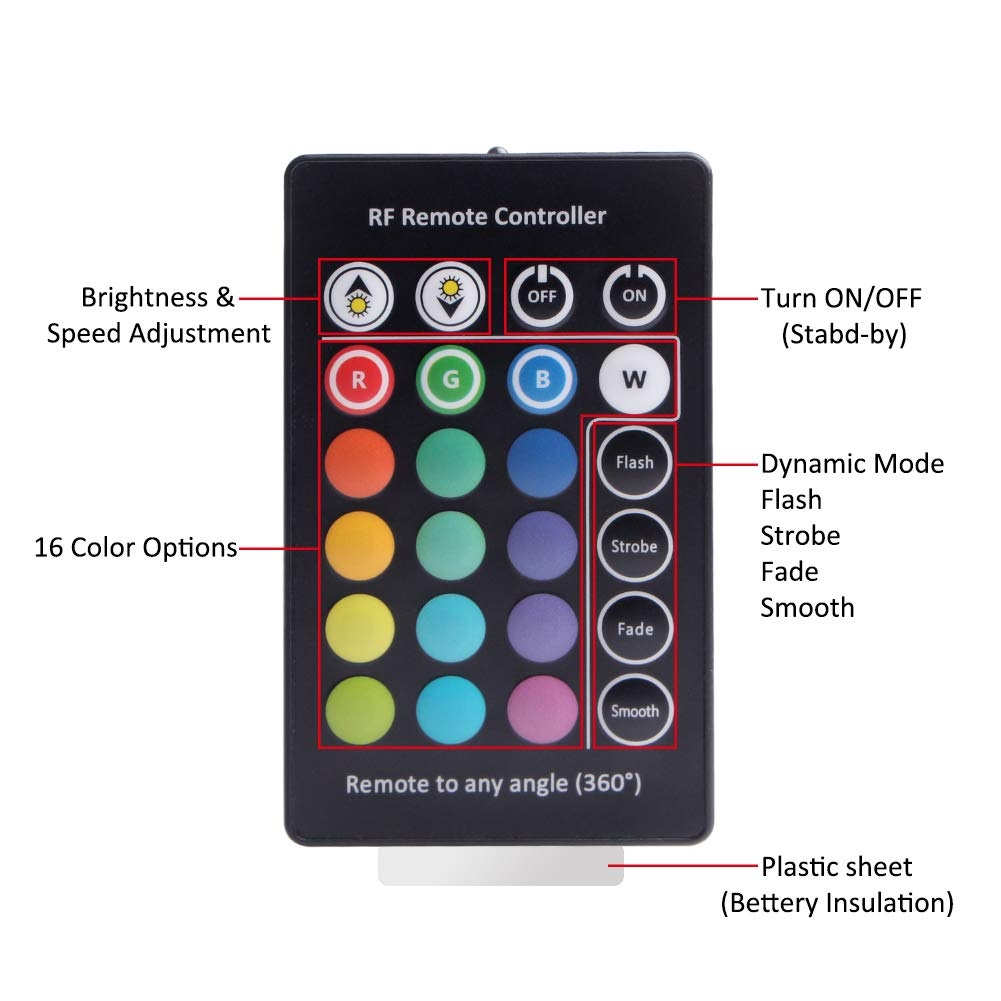 RF Remote Controller
Brightness &
Speed Adjustment
OFF
ON
Turn ON/OFF
(Stabd-by)
R
G
B
W
Flash
Dynamic Mode
Flash
Strobe
Fade
Smooth
16 Color Options
Strobe
Fade
Smooth
Remote to any angle (360°)
Plastic sheet
(Bettery Insulation)